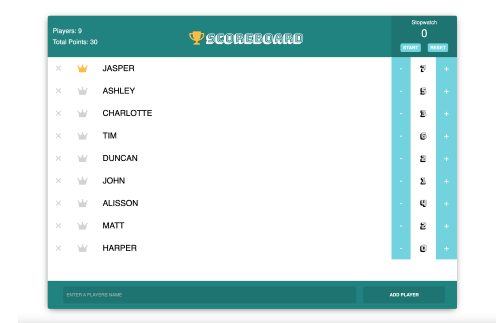 Players: 9
Total Points: 30
SCOREBOARD
Stopwatch
0
START RESET
× JASPER - 7 +
× ASHLEY - 5 +
× CHARLOTTE - 3 +
× TIM - 6 +
× DUNCAN - 2 +
× JOHN - 1 +
× ALISSON - 4 +
× MATT - 2 +
× HARPER - 0 +
ENTER A PLAYERS NAME
ADD PLAYER